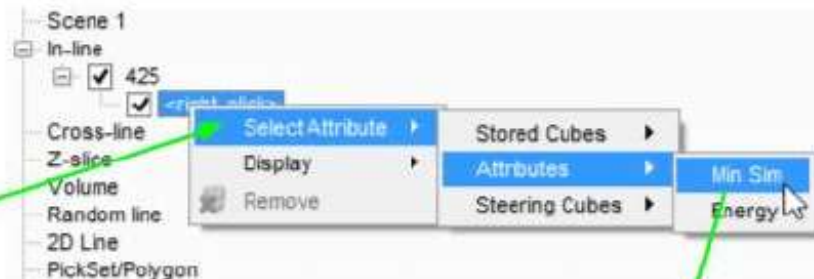 Scene 1
In-line
425
<right-click>
Cross-line
Select Attribute
Stored Cubes
Z-slice
Display
Attributes
Min Sim
Volume
Remove
Steering Cubes
Energy
Random line
2D Line
PickSet/Polygon